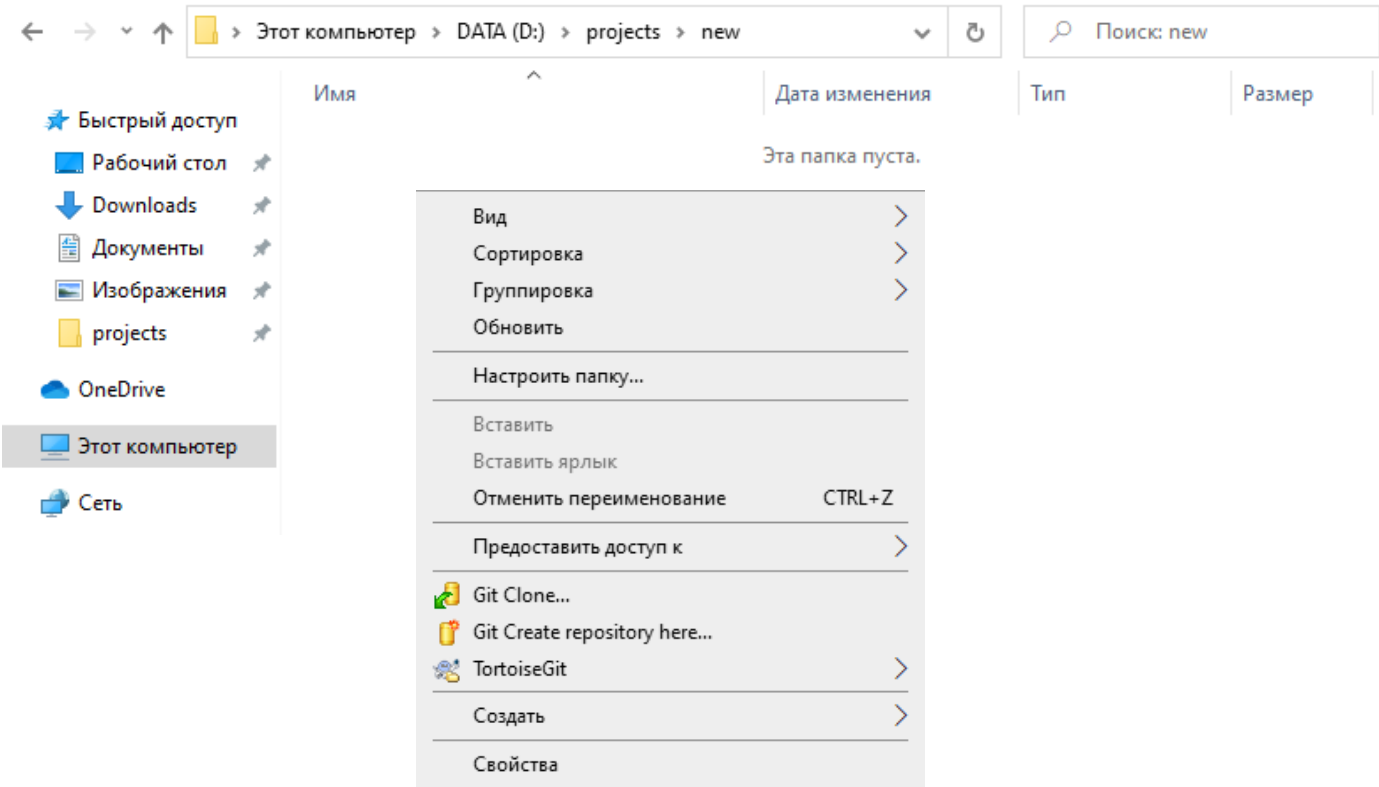 Этот компьютер > DATA (D:) > projects > new
Поиск: new
Имя Дата изменения Тип Размер
Быстрый доступ
Рабочий стол
Downloads
Документы
Изображения
projects
OneDrive
Этот компьютер
Сеть
Эта папка пуста.
Вид
Сортировка
Группировка
Обновить
Настроить папку...
Вставить
Вставить ярлык
Отменить переименование CTRL+Z
Предоставить доступ к
Git Clone...
Git Create repository here...
TortoiseGit
Создать
Свойства